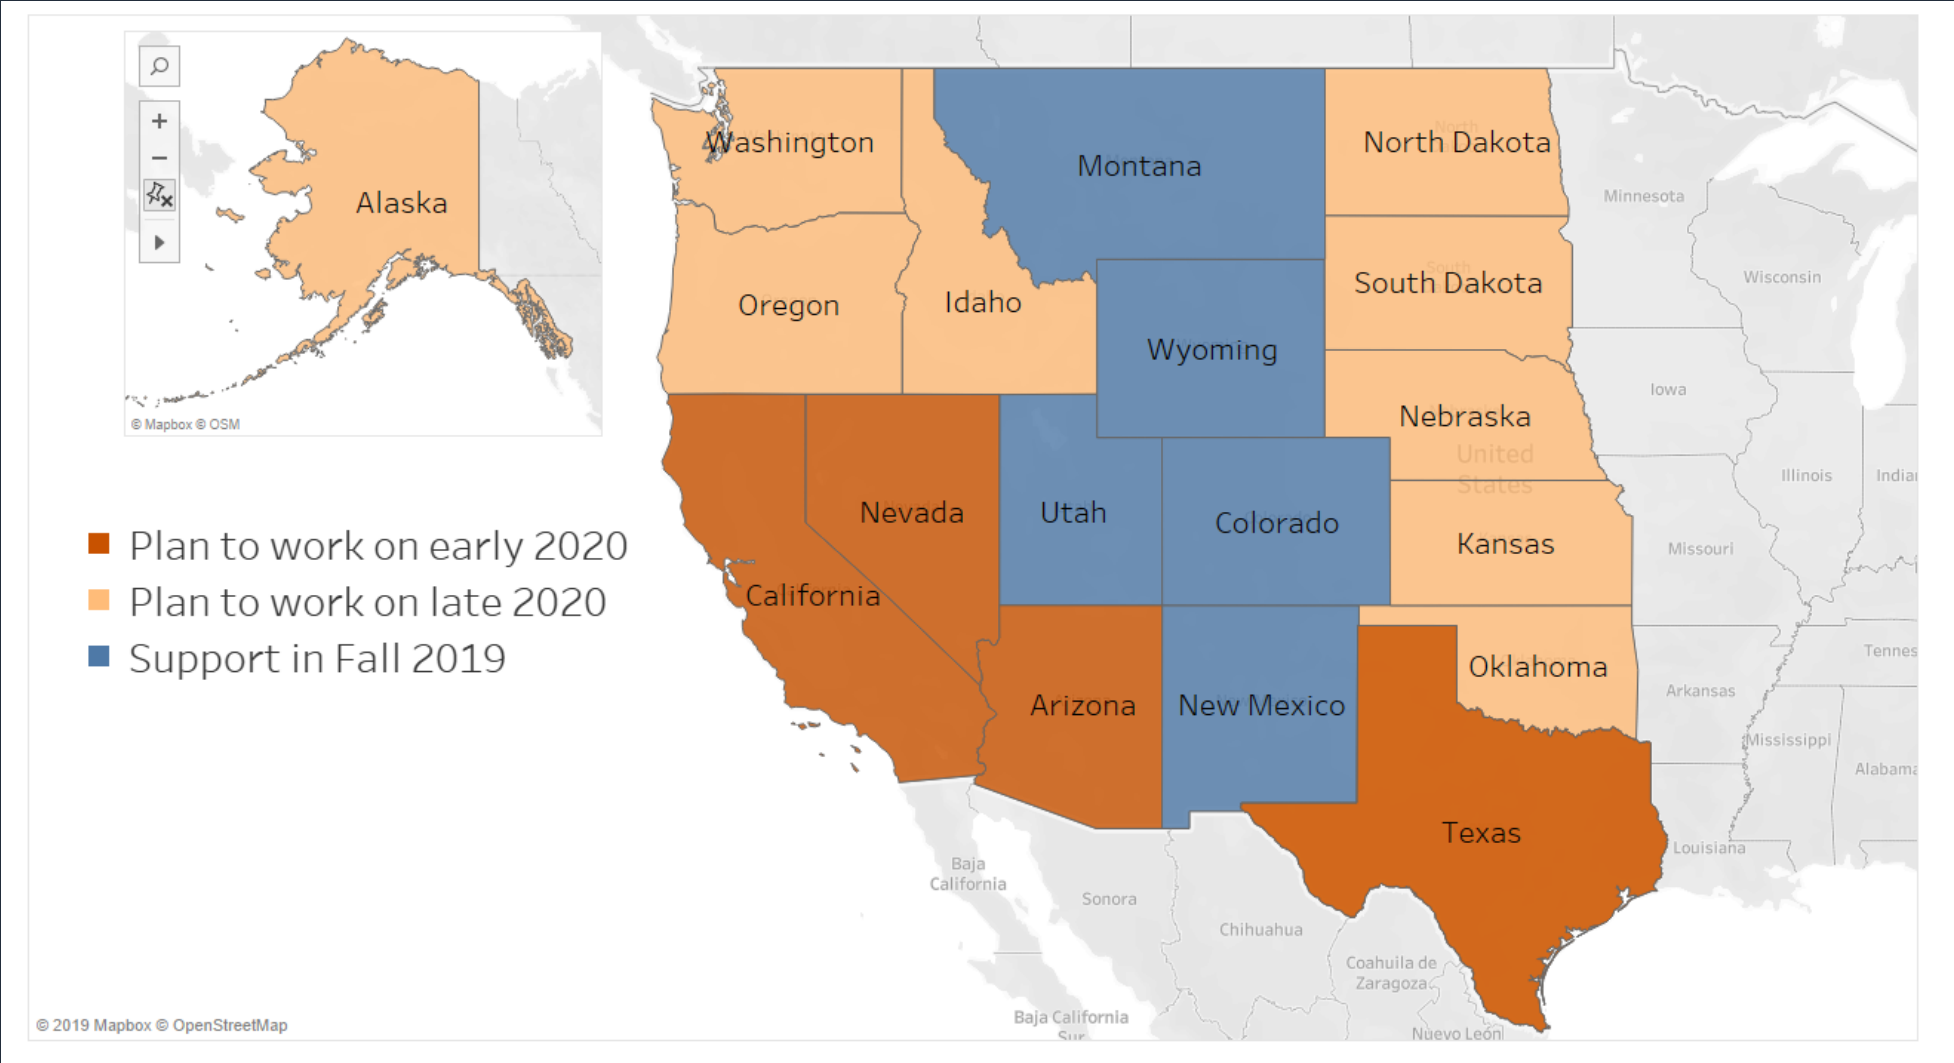 Alaska
© Mapbox © OSM
Plan to work on early 2020
Plan to work on late 2020
Support in Fall 2019
Washington
Montana
North Dakota
Minnesota
Oregon
Idaho
Wyoming
South Dakota
Wisconsin
Nebraska
Iowa
United
States
Illinois
Nevada
Utah
Colorado
Kansas
Missouri
California
Arizona
New Mexico
Oklahoma
Tennes
Arkansas
Mississippi
Alabama
Texas
Louisiana
Baja
California
Sonora
Chihuahua
Coahuila de
Zaragoza
Baja California
Sur
Nuevo León
© 2019 Mapbox © OpenStreetMap